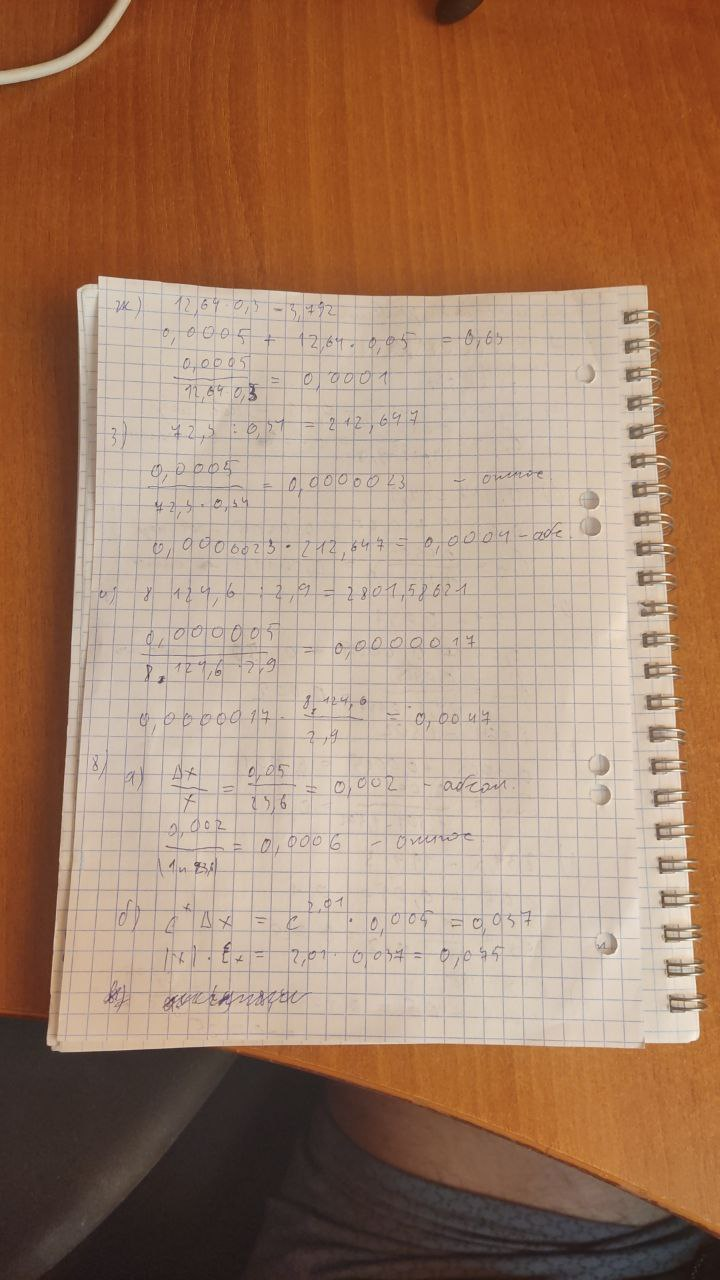 ж) 12,64 · 0,3 = 3,792
0,0005 + 12,64 · 0,05 = 0,63
0,0005 / 12,64 · 0,3 = 0,0001
з) 72,3 : 0,34 = 212,647
0,0005 / 72,3 · 0,34 = 0,0000023 - относ.
0,0000023 · 212,647 = 0,0004 - абс.
и) 8 124,6 : 2,9 = 2801,58621
0,000005 / 8.124,6 · 2,9 = 0,0000017
0,0000017 · 8.124,6 / 2,9 = 0,0047
8) а) Δx / x = 0,05 / 23,6 = 0,002 - абсол.
0,002 / = 0,0006 - относ
б) e^x Δx = e^2,01 · 0,005 = 0,037
|x| · Ɛx = 2,01 · 0,037 = 0,075